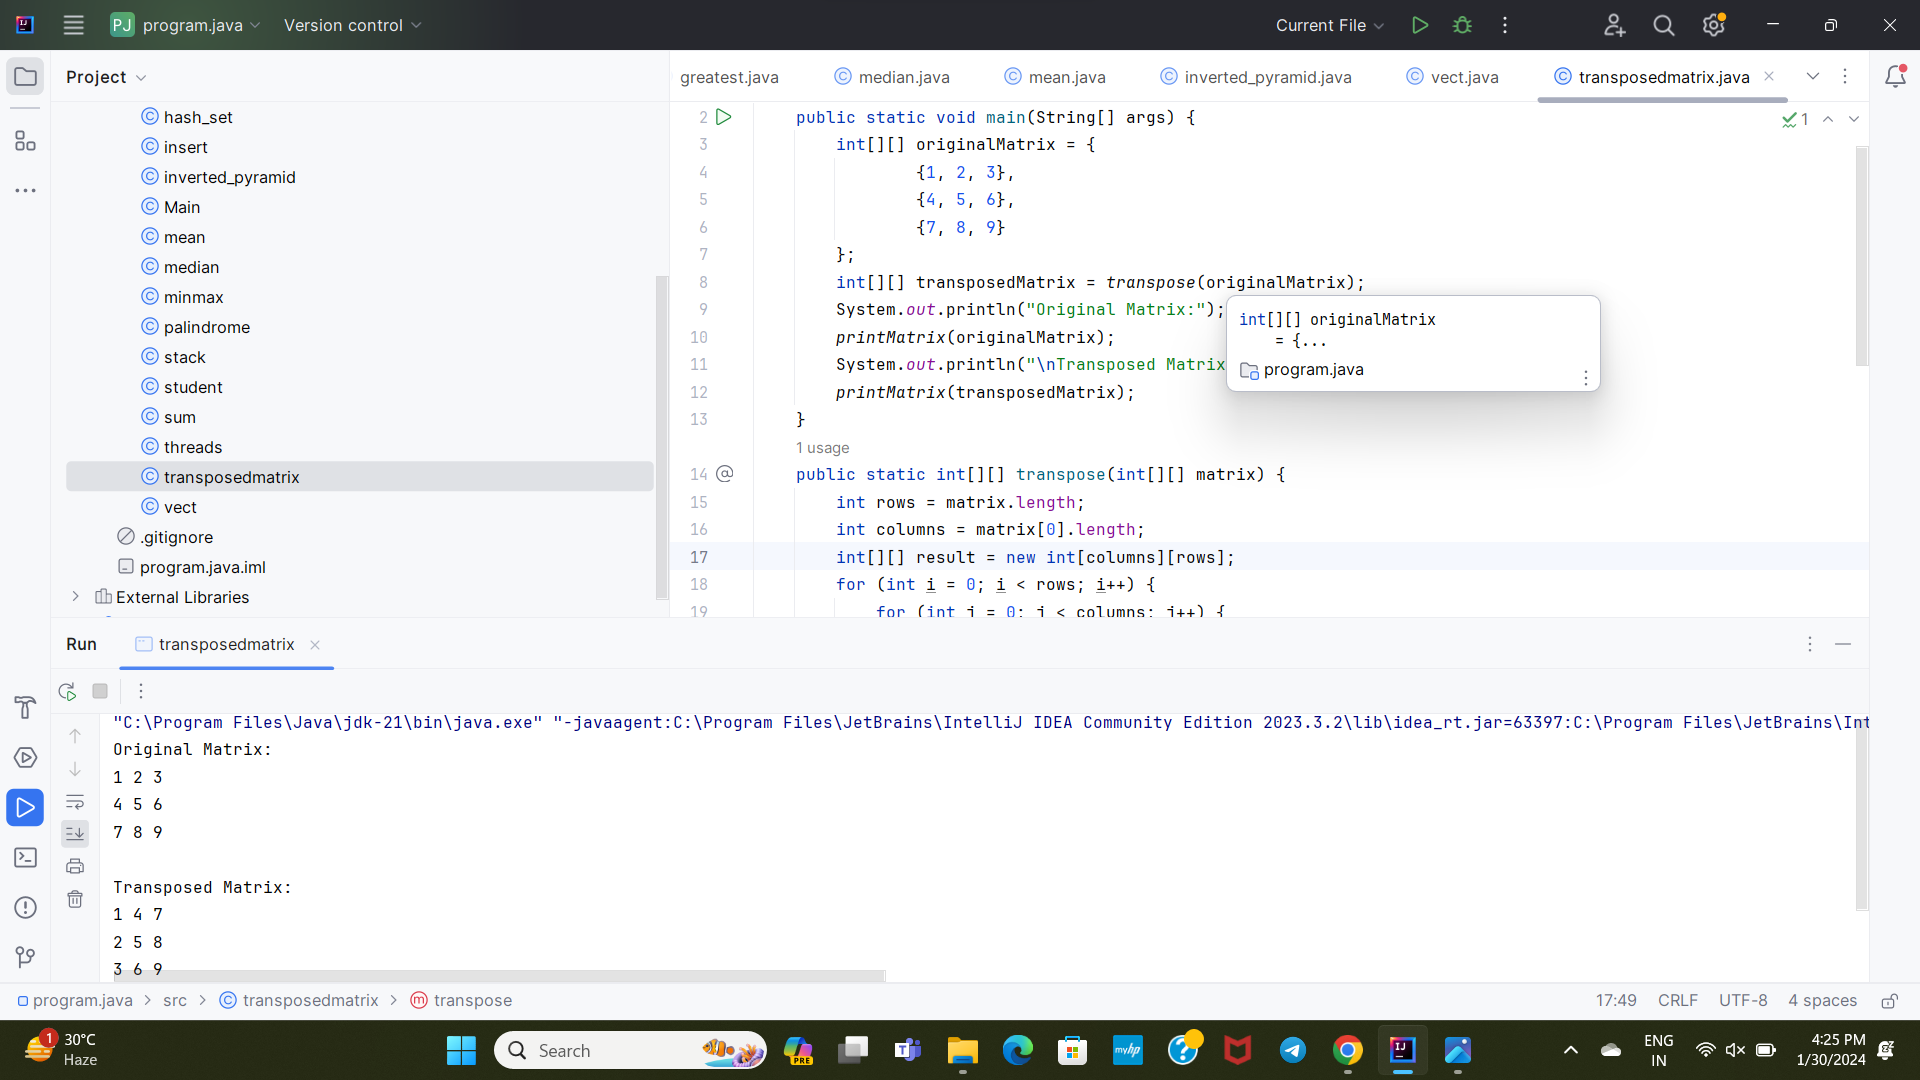 PJ program.java Version control Current File
Project
hash_set
insert
inverted_pyramid
Main
mean
median
minmax
palindrome
stack
student
sum
threads
transposedmatrix
vect
.gitignore
program.java.iml
External Libraries
greatest.java median.java mean.java inverted_pyramid.java vect.java transposedmatrix.java
1
2 public static void main(String[] args) {
3 int[][] originalMatrix = {
4 {1, 2, 3},
5 {4, 5, 6},
6 {7, 8, 9}
7 };
8 int[][] transposedMatrix = transpose(originalMatrix);
9 System.out.println("Original Matrix:");
10 printMatrix(originalMatrix);
11 System.out.println("\nTransposed Matrix
12 printMatrix(transposedMatrix);
13 }
1 usage
14 @ public static int[][] transpose(int[][] matrix) {
15 int rows = matrix.length;
16 int columns = matrix[0].length;
17 int[][] result = new int[columns][rows];
18 for (int i = 0; i < rows; i++) {
19 for (int j = 0; j < columns; j++) {
int[][] originalMatrix
= {...
program.java
Run transposedmatrix
"C:\Program Files\Java\jdk-21\bin\java.exe" "-javaagent:C:\Program Files\JetBrains\IntelliJ IDEA Community Edition 2023.3.2\lib\idea_rt.jar=63397:C:\Program Files\JetBrains\Int
Original Matrix:
1 2 3
4 5 6
7 8 9
Transposed Matrix:
1 4 7
2 5 8
3 6 9
program.java > src > transposedmatrix > transpose
17:49 CRLF UTF-8 4 spaces
1
30°C
Haze
Search
PRE
myhp
ENG
IN
4:25 PM
1/30/2024